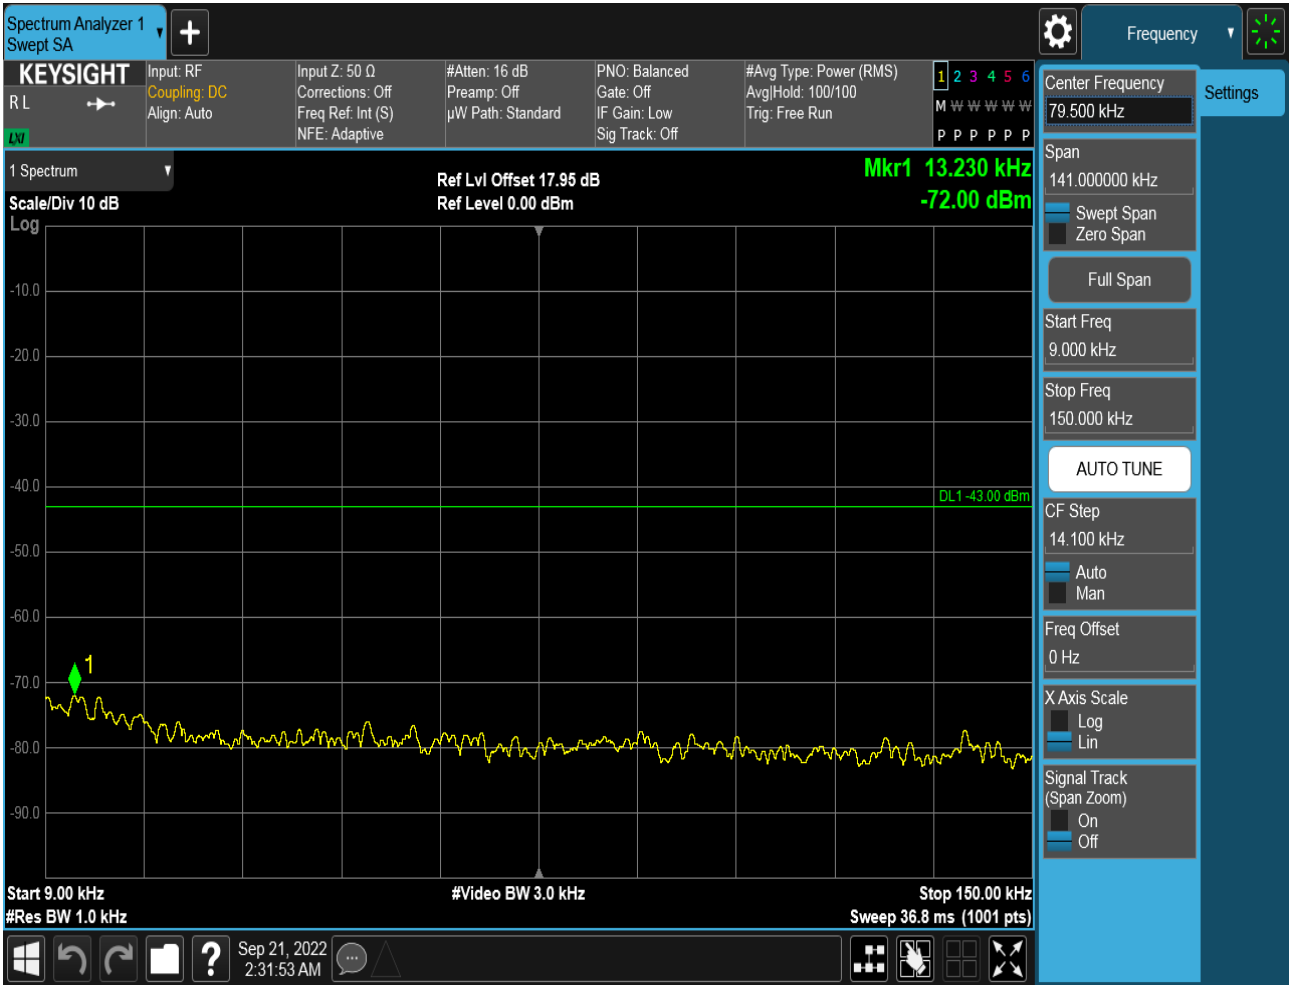 Spectrum Analyzer 1
Swept SA
Frequency
KEYSIGHT
R L
LXI
Input: RF
Coupling: DC
Align: Auto
Input Z: 50 Ω
Corrections: Off
Freq Ref: Int (S)
NFE: Adaptive
#Atten: 16 dB
Preamp: Off
µW Path: Standard
PNO: Balanced
Gate: Off
IF Gain: Low
Sig Track: Off
#Avg Type: Power (RMS)
Avg|Hold: 100/100
Trig: Free Run
1 2 3 4 5 6
M W W W W W
P P P P P P
1 Spectrum
Scale/Div 10 dB
Log
Ref Lvl Offset 17.95 dB
Ref Level 0.00 dBm
Mkr1 13.230 kHz
-72.00 dBm
-10.0
-20.0
-30.0
-40.0
DL1 -43.00 dBm
-50.0
-60.0
1
-70.0
-80.0
-90.0
Start 9.00 kHz
#Res BW 1.0 kHz
#Video BW 3.0 kHz
Stop 150.00 kHz
Sweep 36.8 ms (1001 pts)
Center Frequency
79.500 kHz
Settings
Span
141.000000 kHz
Swept Span
Zero Span
Full Span
Start Freq
9.000 kHz
Stop Freq
150.000 kHz
AUTO TUNE
CF Step
14.100 kHz
Auto
Man
Freq Offset
0 Hz
X Axis Scale
Log
Lin
Signal Track
(Span Zoom)
On
Off
?
Sep 21, 2022
2:31:53 AM